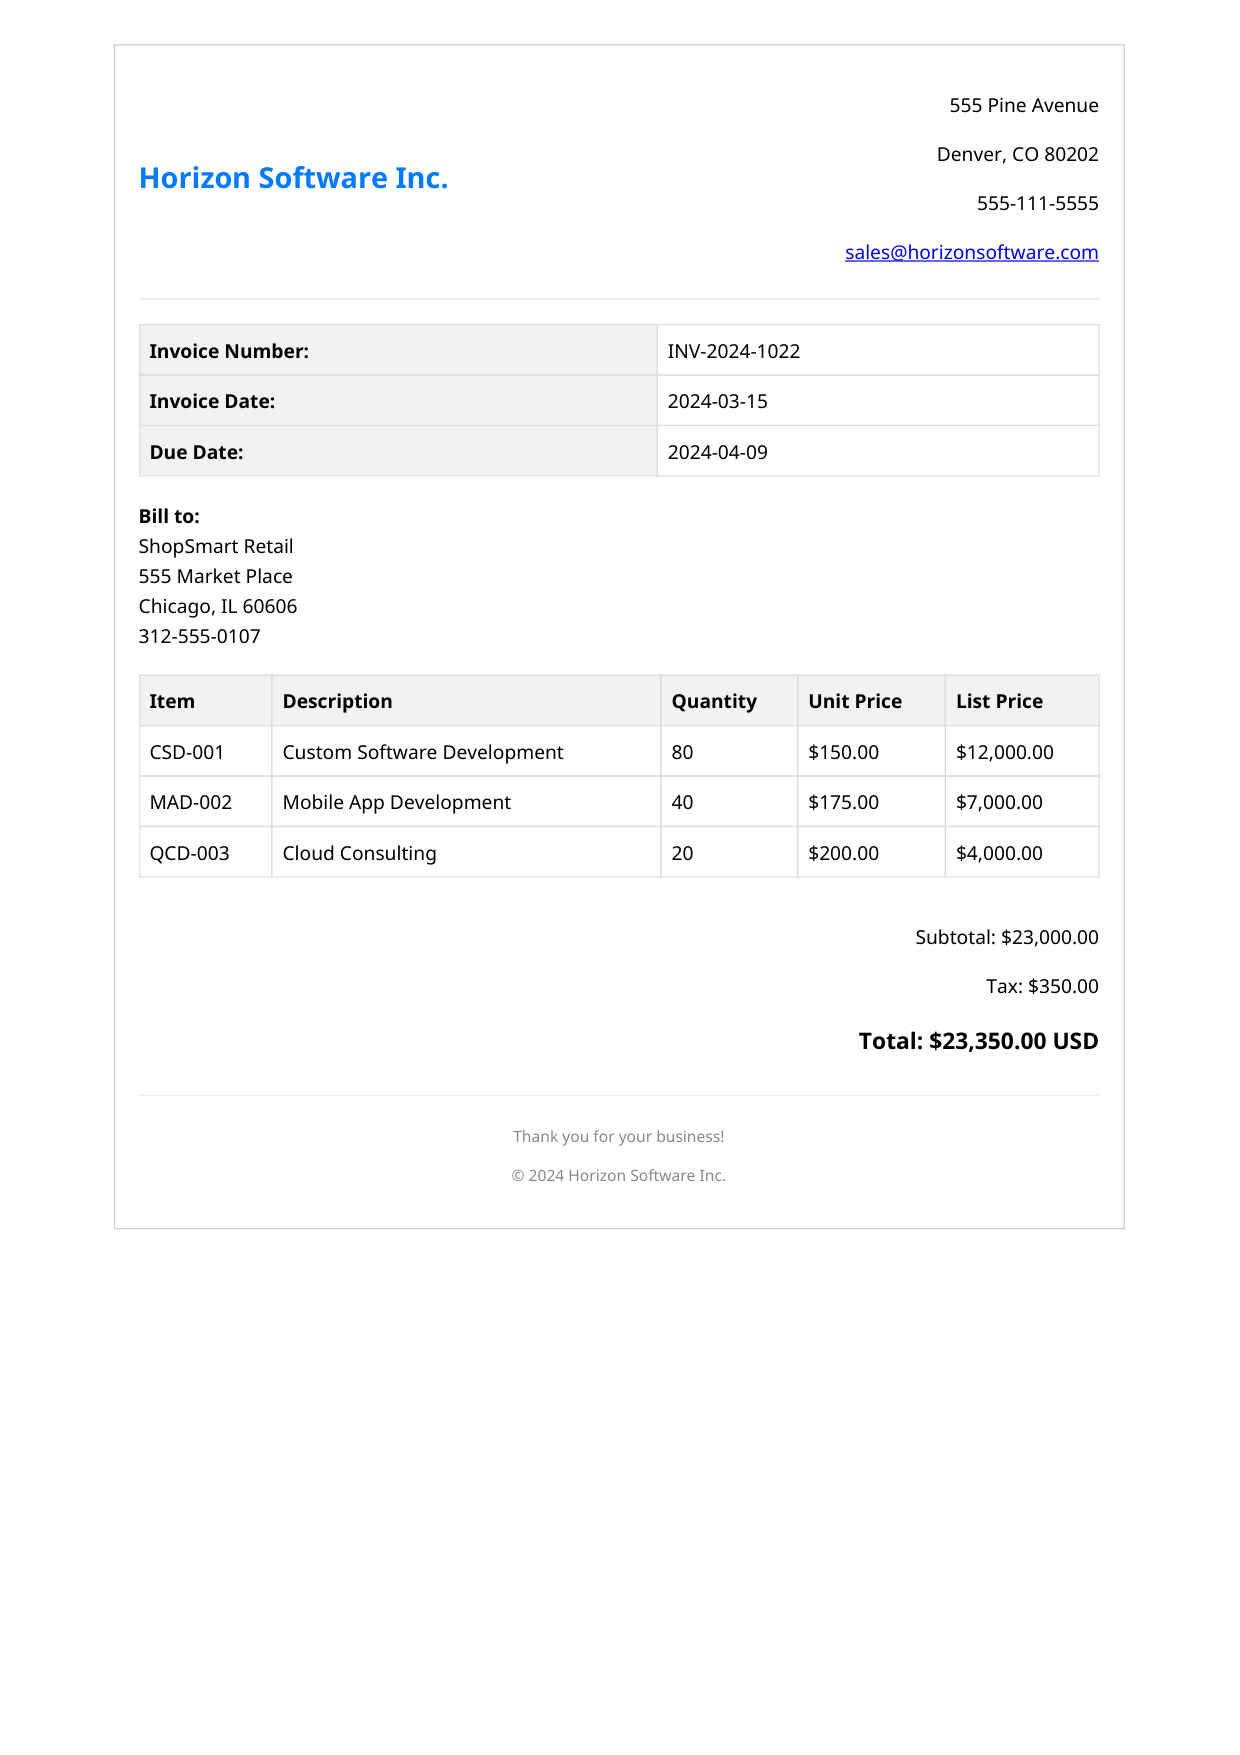 Horizon Software Inc.
555 Pine Avenue
Denver, CO 80202
555-111-5555
sales@horizonsoftware.com
Invoice Number: INV-2024-1022
Invoice Date: 2024-03-15
Due Date: 2024-04-09
Bill to:
ShopSmart Retail
555 Market Place
Chicago, IL 60606
312-555-0107
Item Description Quantity Unit Price List Price
CSD-001 Custom Software Development 80 $150.00 $12,000.00
MAD-002 Mobile App Development 40 $175.00 $7,000.00
QCD-003 Cloud Consulting 20 $200.00 $4,000.00
Subtotal: $23,000.00
Tax: $350.00
Total: $23,350.00 USD
Thank you for your business!
© 2024 Horizon Software Inc.